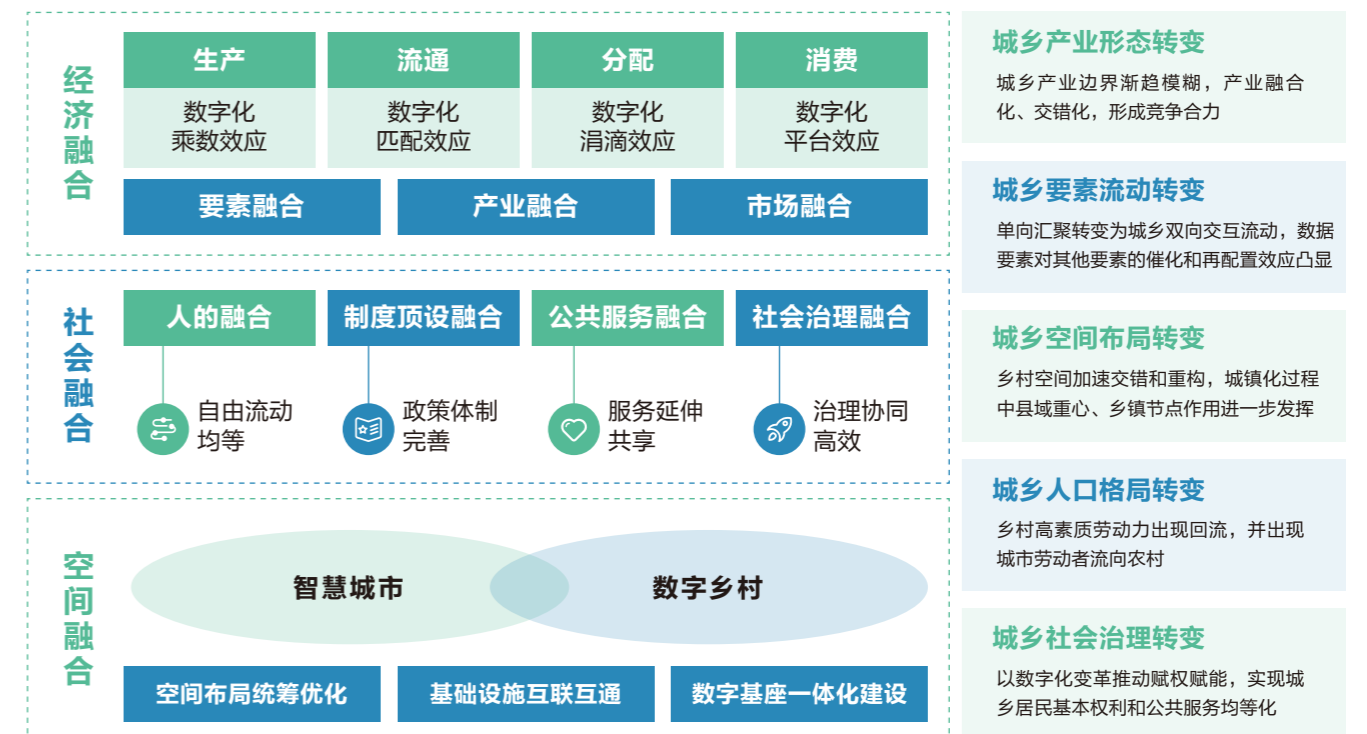 经济融合
生产
流通
分配
消费
数字化
乘数效应
数字化
匹配效应
数字化
涓滴效应
数字化
平台效应
要素融合
产业融合
市场融合
社会融合
人的融合
制度顶设融合
公共服务融合
社会治理融合
自由流动
均等
政策体制
完善
服务延伸
共享
治理协同
高效
空间融合
智慧城市
数字乡村
空间布局统筹优化
基础设施互联互通
数字基座一体化建设
城乡产业形态转变
城乡产业边界渐趋模糊，产业融合
化、交错化，形成竞争合力
城乡要素流动转变
单向汇聚转变为城乡双向交互流动，数据
要素对其他要素的催化和再配置效应凸显
城乡空间布局转变
乡村空间加速交错和重构，城镇化过程
中县域重心、乡镇节点作用进一步发挥
城乡人口格局转变
乡村高素质劳动力出现回流，并出现
城市劳动者流向农村
城乡社会治理转变
以数字化变革推动赋权赋能，实现城
乡居民基本权利和公共服务均等化